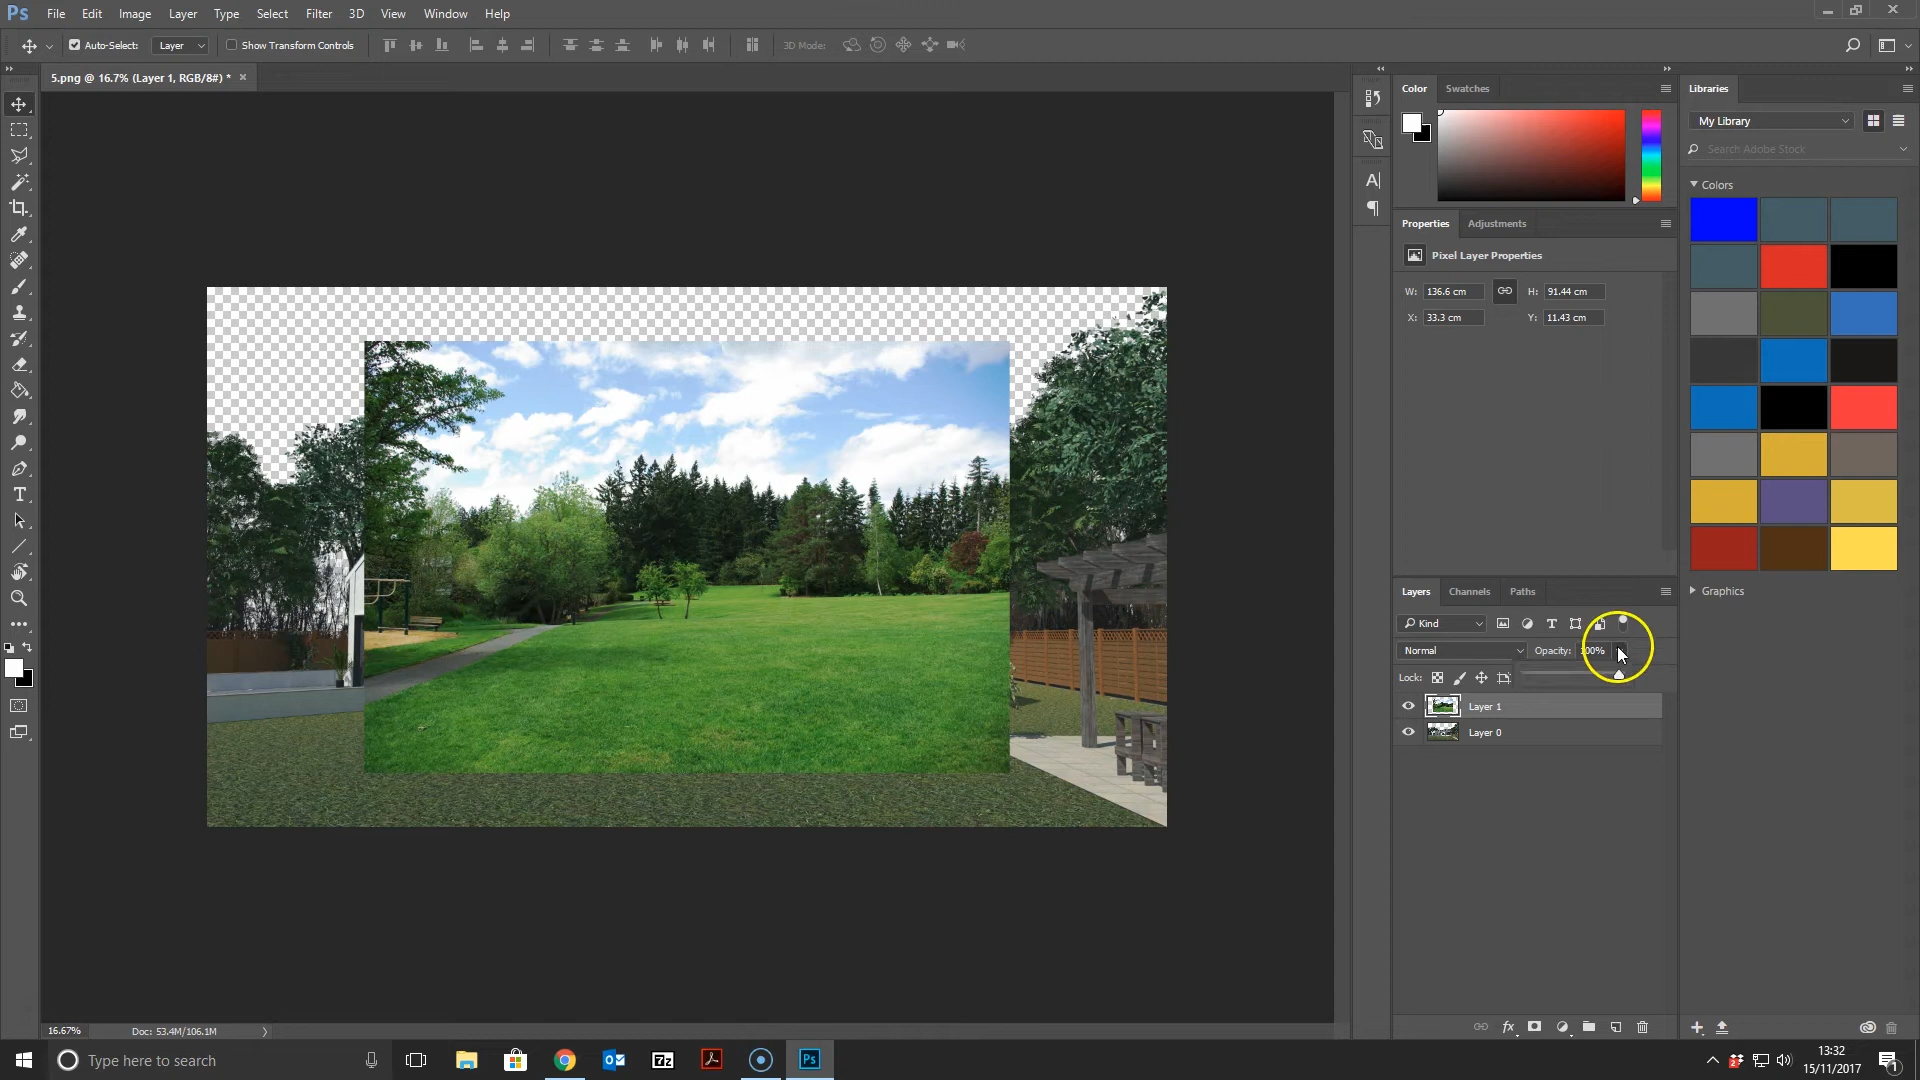 Ps File Edit Image Layer Type Select Filter 3D View Window Help
Auto-Select: Layer Show Transform Controls 3D Mode:
5.png @ 16.7% (Layer 1, RGB/8#) *
Color Swatches
Libraries
My Library
Search Adobe Stock
Colors
Properties Adjustments
Pixel Layer Properties
W: 136.6 cm H: 91.44 cm
X: 33.3 cm Y: 11.43 cm
Graphics
Layers Channels Paths
Kind
Normal Opacity: 100%
Lock:
Layer 1
Layer 0
fx
16.67% Doc: 53.4M/106.1M
Type here to search
7z
Ps
13:32
15/11/2017